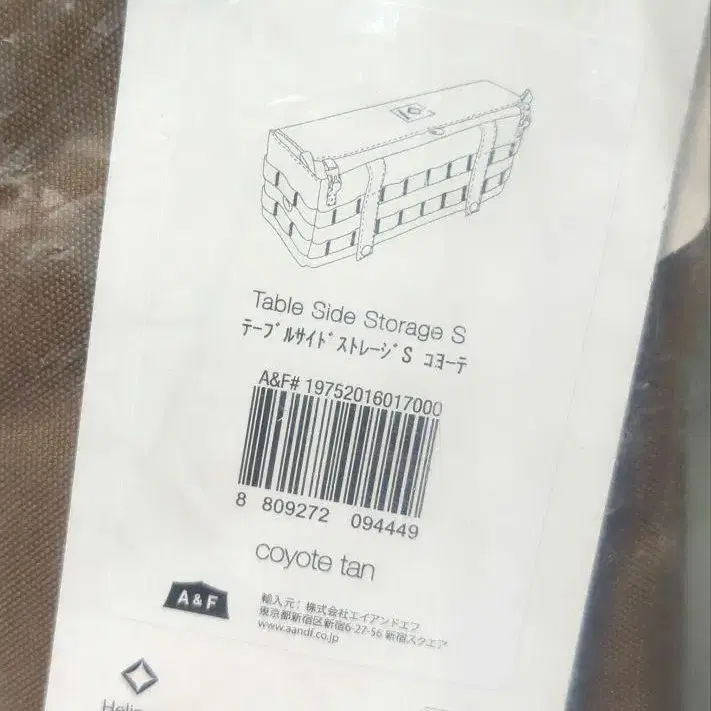 Table Side Storage S
テーブルサイドストレージS コヨーテ
A&F# 19752016017000
8 809272 094449
coyote tan
A & F
輸入元：株式会社エイアンドエフ
東京都新宿区新宿6-27-56 新宿スクエア
www.aandf.co.jp